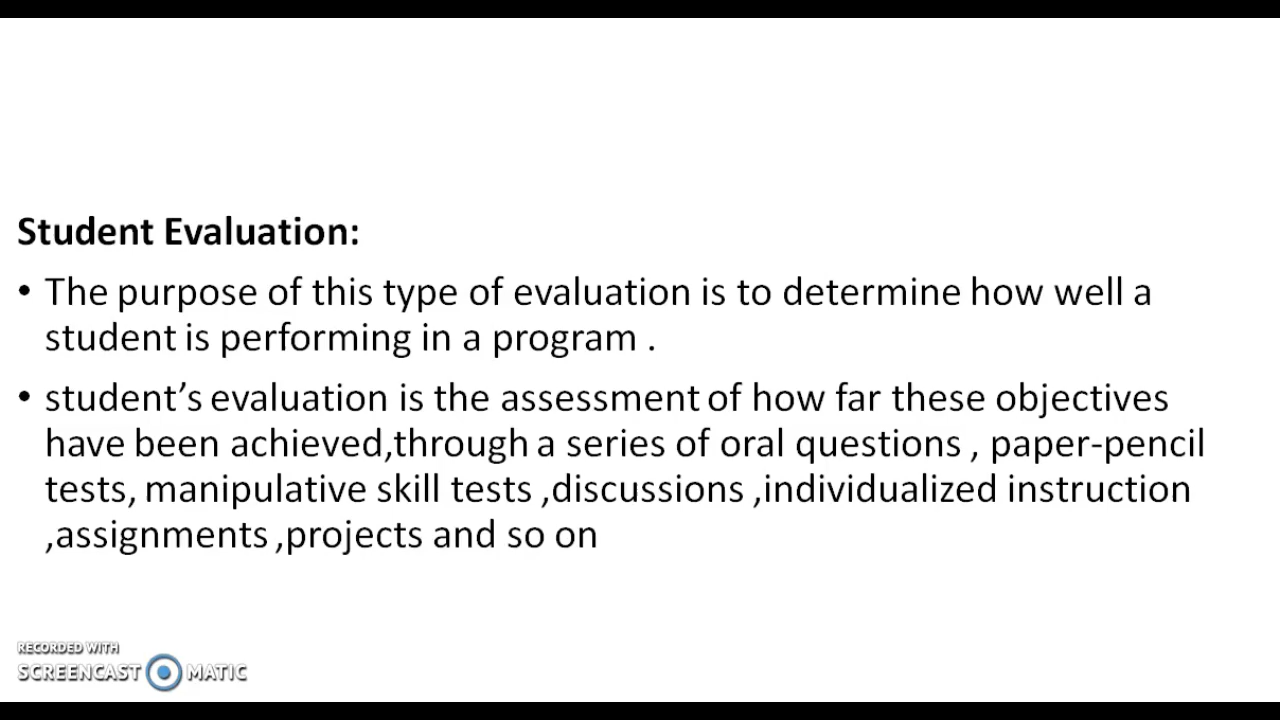 Student Evaluation:
• The purpose of this type of evaluation is to determine how well a
student is performing in a program .
• student’s evaluation is the assessment of how far these objectives
have been achieved,through a series of oral questions , paper-pencil
tests, manipulative skill tests ,discussions ,individualized instruction
,assignments ,projects and so on
RECORDED WITH
SCREENCAST MATIC